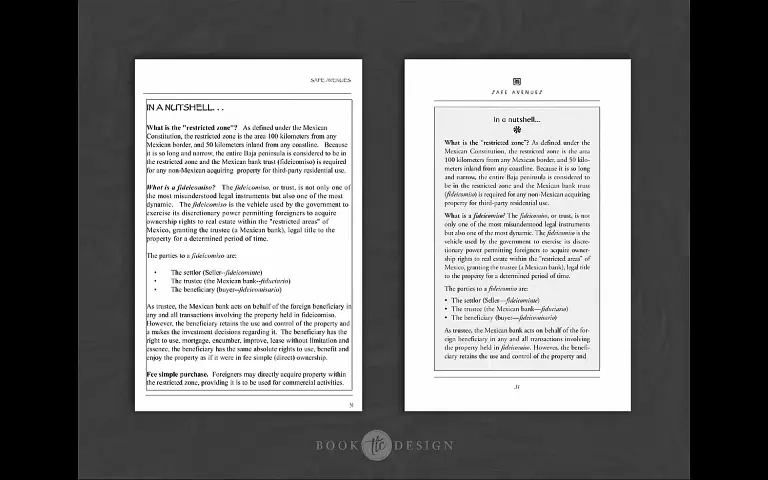 SAFE AVENUES
IN A NUTSHELL. . .
What is the "restricted zone"? As defined under the Mexican
Constitution, the restricted zone is the area 100 kilometers from any
Mexican border, and 50 kilometers inland from any coastline. Because
it is so long and narrow, the entire Baja peninsula is considered to be in
the restricted zone and the Mexican bank trust (fideicomiso) is required
for any non-Mexican acquiring property for third-party residential use.
What is a fideicomiso? The fideicomiso, or trust, is not only one of
the most misunderstood legal instruments but also one of the most
dynamic. The fideicomiso is the vehicle used by the government to
exercise its discretionary power permitting foreigners to acquire
ownership rights to real estate within the "restricted areas" of
Mexico, granting the trustee (a Mexican bank), legal title to the
property for a determined period of time.
The parties to a fideicomiso are:
• The settlor (Seller--fideicomitente)
• The trustee (the Mexican bank--fiduciario)
• The beneficiary (buyer--fideicomisario)
As trustee, the Mexican bank acts on behalf of the foreign beneficiary in
any and all transactions involving the property held in fideicomiso.
However, the beneficiary retains the use and control of the property and
a makes the investment decisions regarding it. The beneficiary has the
right to use, mortgage, encumber, improve, lease without limitation and
essence, the beneficiary has the same absolute rights to use, benefit and
enjoy the property as if it were in fee simple (direct) ownership.
Fee simple purchase. Foreigners may directly acquire property within
the restricted zone, providing it is to be used for commercial activities.
SAFE AVENUES
in a nutshell...
What is the "restricted zone"? As defined under the
Mexican Constitution, the restricted zone is the area
100 kilometers from any Mexican border, and 50 kilo-
meters inland from any coastline. Because it is so long
and narrow, the entire Baja peninsula is considered to
be in the restricted zone and the Mexican bank trust
(fideicomiso) is required for any non-Mexican acquiring
property for third-party residential use.
What is a fideicomiso? The fideicomiso, or trust, is not
only one of the most misunderstood legal instruments
but also one of the most dynamic. The fideicomiso is the
vehicle used by the government to exercise its discre-
tionary power permitting foreigners to acquire owner-
ship rights to real estate within the "restricted areas" of
Mexico, granting the trustee (a Mexican bank), legal title
to the property for a determined period of time.
The parties to a fideicomiso are:
• The settlor (Seller—fideicomitente)
• The trustee (the Mexican bank—fiduciario)
• The beneficiary (buyer—fideicomisario)
As trustee, the Mexican bank acts on behalf of the for-
eign beneficiary in any and all transactions involving
the property held in fideicomiso. However, the benefi-
ciary retains the use and control of the property and
31
BOOK tic DESIGN